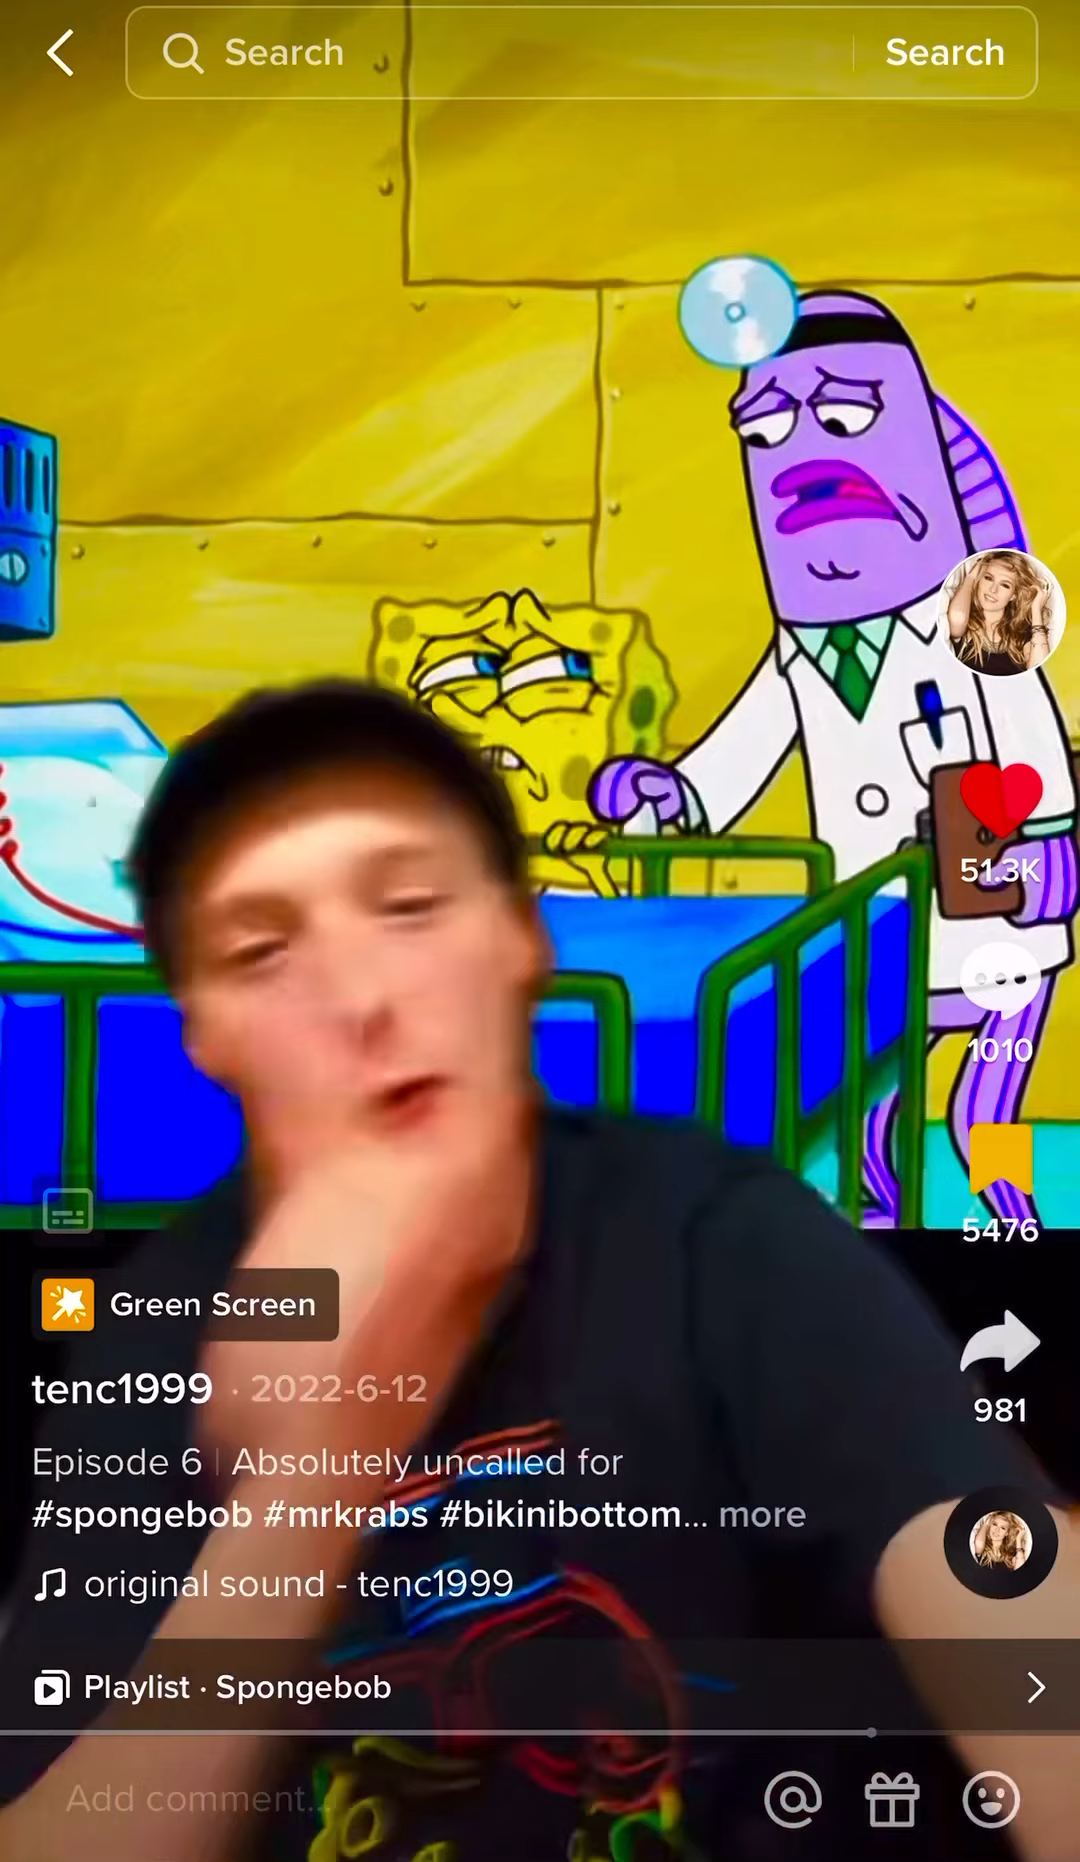 Search
Search
51.3K
1010
5476
981
Green Screen
tenc1999 · 2022-6-12
Episode 6 | Absolutely uncalled for
#spongebob #mrkrabs #bikinibottom... more
original sound - tenc1999
Playlist · Spongebob
Add comment...